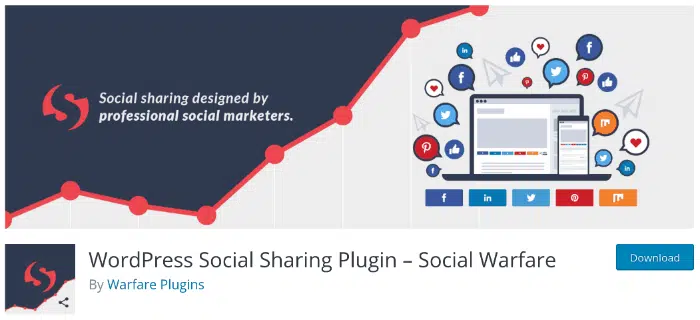 Social sharing designed by
professional social marketers.
WordPress Social Sharing Plugin – Social Warfare
By Warfare Plugins
Download